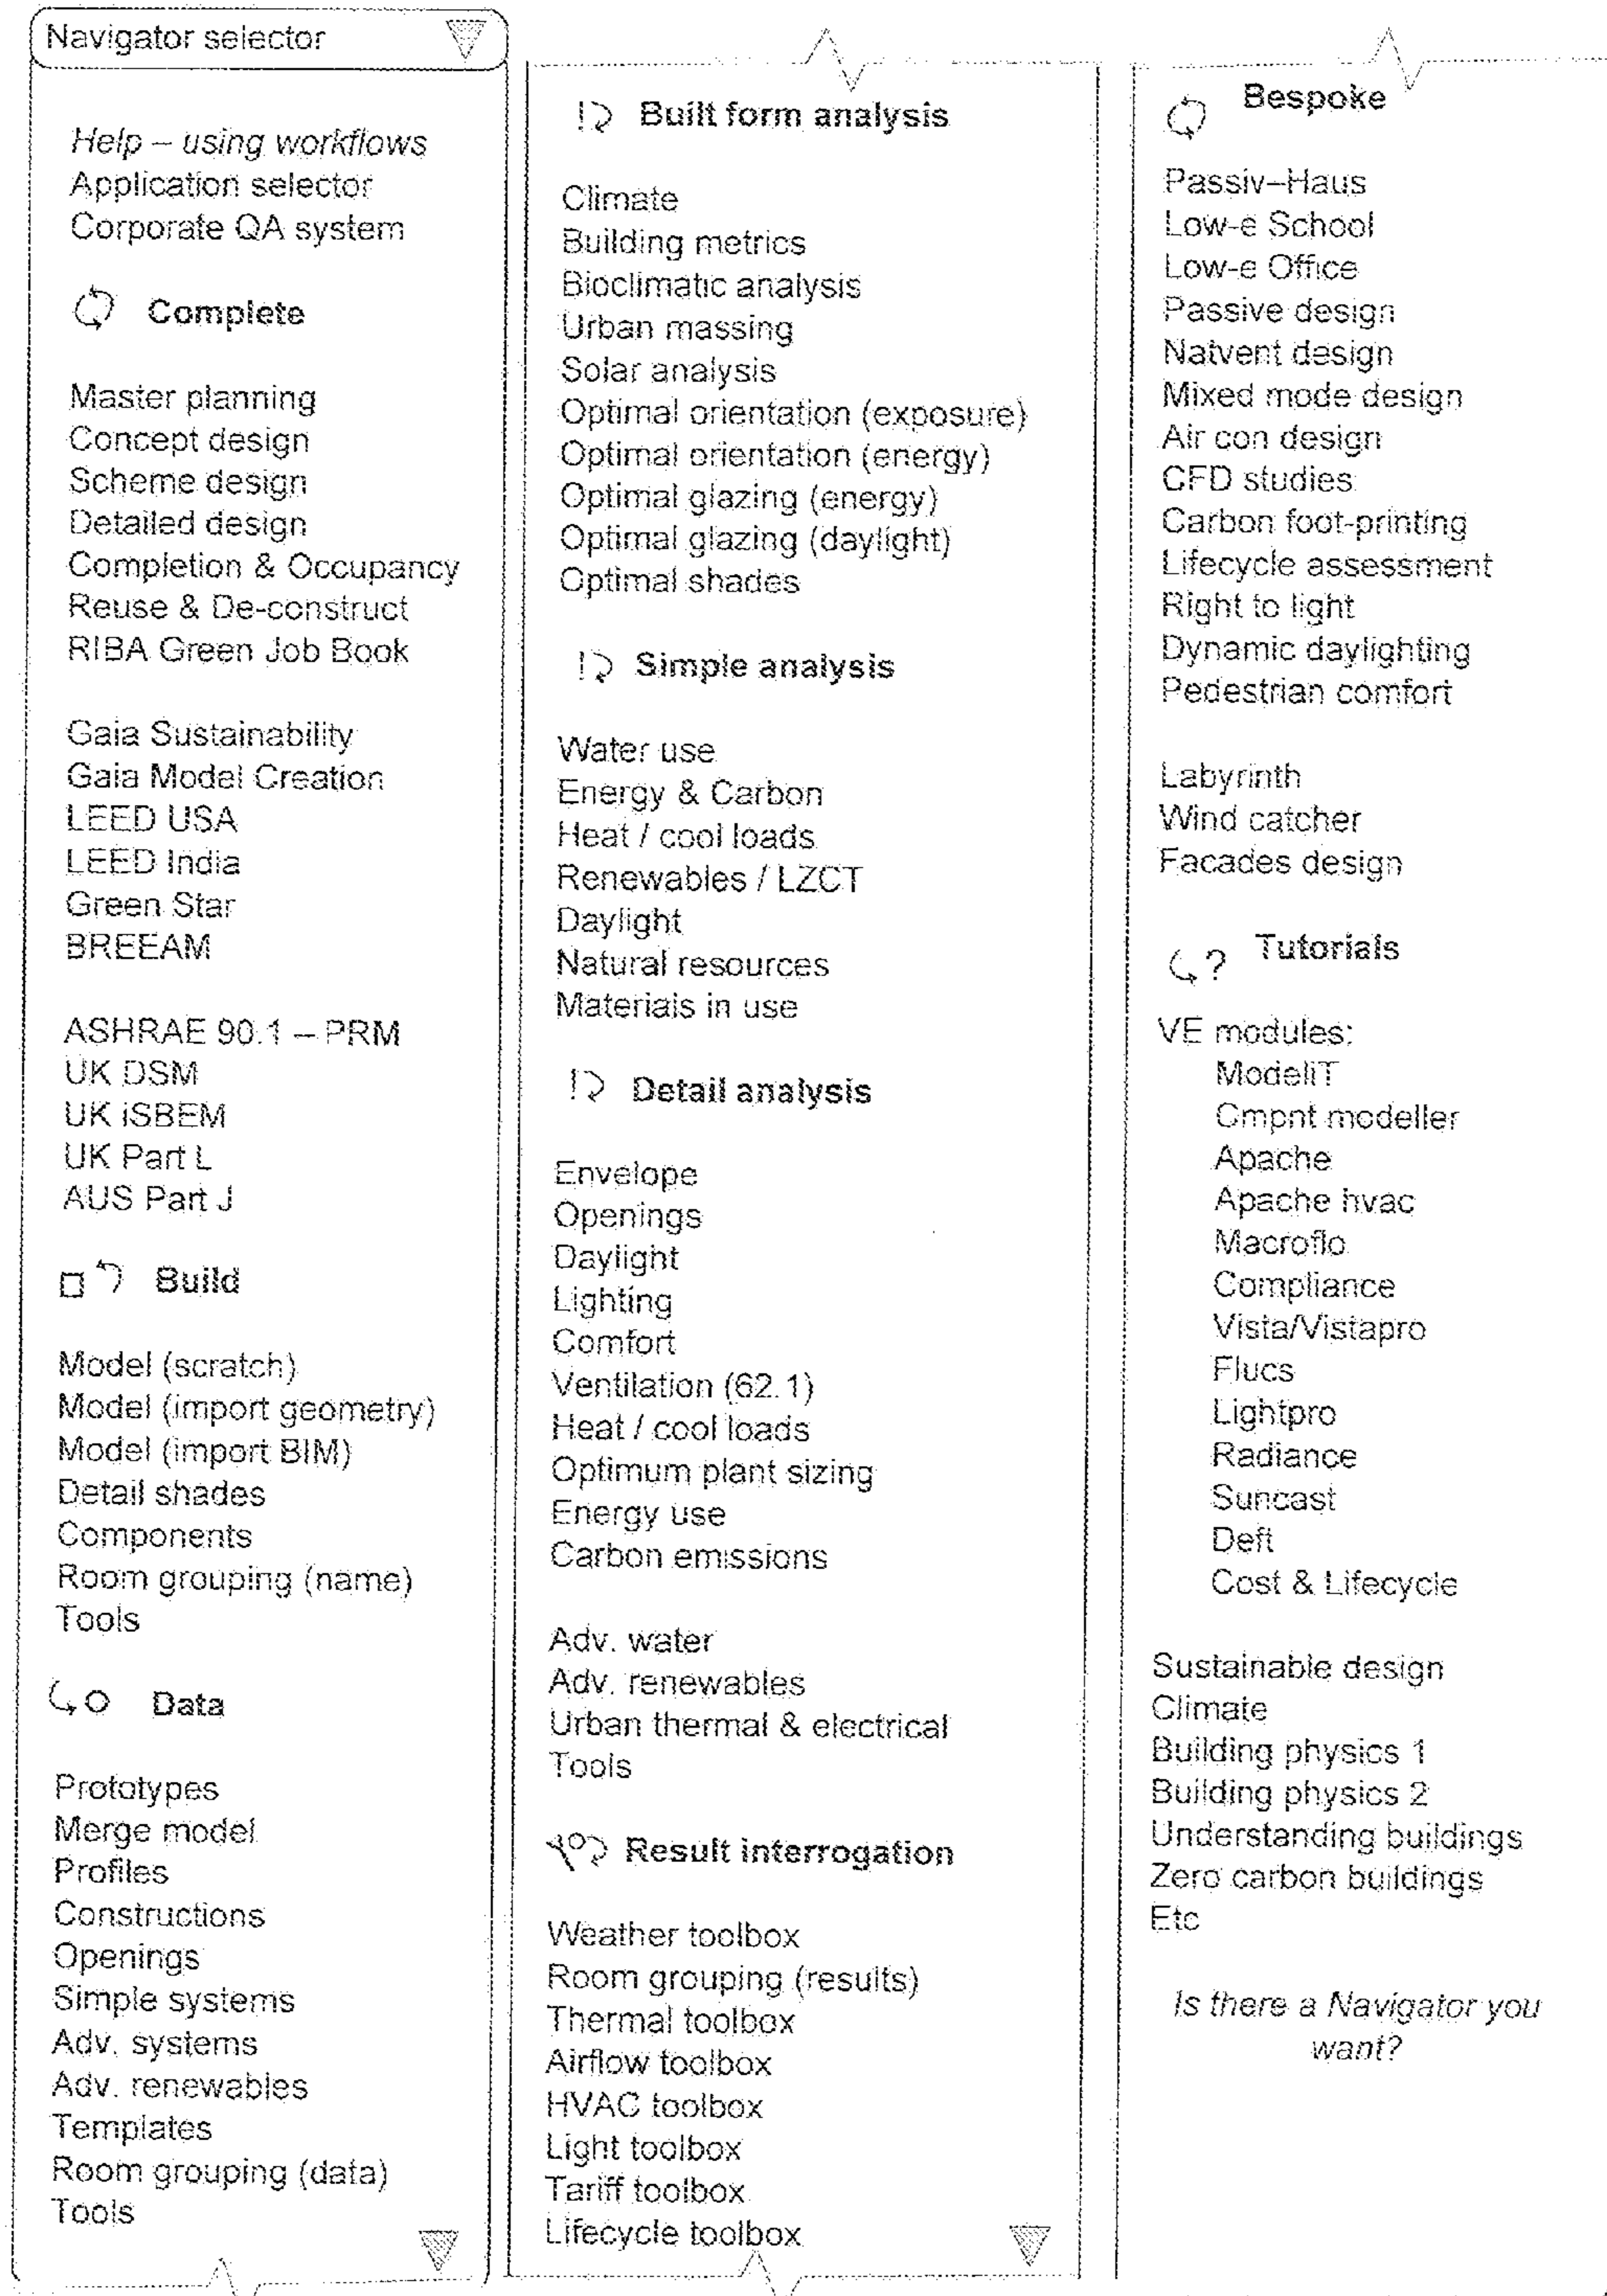 Navigator selector
Help – using workflows
Application selector
Corporate QA system
Complete
Master planning
Concept design
Scheme design
Detailed design
Completion & Occupancy
Reuse & De-construct
RIBA Green Job Book
Gaia Sustainability
Gaia Model Creation
LEED USA
LEED India
Green Star
BREEAM
ASHRAE 90.1 – PRM
UK DSM
UK iSBEM
UK Part L
AUS Part J
Build
Model (scratch)
Model (import geometry)
Model (import BIM)
Detail shades
Components
Room grouping (name)
Tools
Data
Prototypes
Merge model
Profiles
Constructions
Openings
Simple systems
Adv. systems
Adv. renewables
Templates
Room grouping (data)
Tools
! Built form analysis
Climate
Building metrics
Bioclimatic analysis
Urban massing
Solar analysis
Optimal orientation (exposure)
Optimal orientation (energy)
Optimal glazing (energy)
Optimal glazing (daylight)
Optimal shades
! Simple analysis
Water use
Energy & Carbon
Heat / cool loads
Renewables / LZCT
Daylight
Natural resources
Materials in use
! Detail analysis
Envelope
Openings
Daylight
Lighting
Comfort
Ventilation (62.1)
Heat / cool loads
Optimum plant sizing
Energy use
Carbon emissions
Adv. water
Adv. renewables
Urban thermal & electrical
Tools
Result interrogation
Weather toolbox
Room grouping (results)
Thermal toolbox
Airflow toolbox
HVAC toolbox
Light toolbox
Tariff toolbox
Lifecycle toolbox
Bespoke
Passiv–Haus
Low-e School
Low-e Office
Passive design
Natvent design
Mixed mode design
Air con design
CFD studies
Carbon foot-printing
Lifecycle assessment
Right to light
Dynamic daylighting
Pedestrian comfort
Labyrinth
Wind catcher
Facades design
? Tutorials
VE modules:
ModelIT
Cmpnt modeller
Apache
Apache hvac
Macroflo
Compliance
Vista/Vistapro
Flucs
Lightpro
Radiance
Suncast
Deft
Cost & Lifecycle
Sustainable design
Climate
Building physics 1
Building physics 2
Understanding buildings
Zero carbon buildings
Etc
Is there a Navigator you
want?